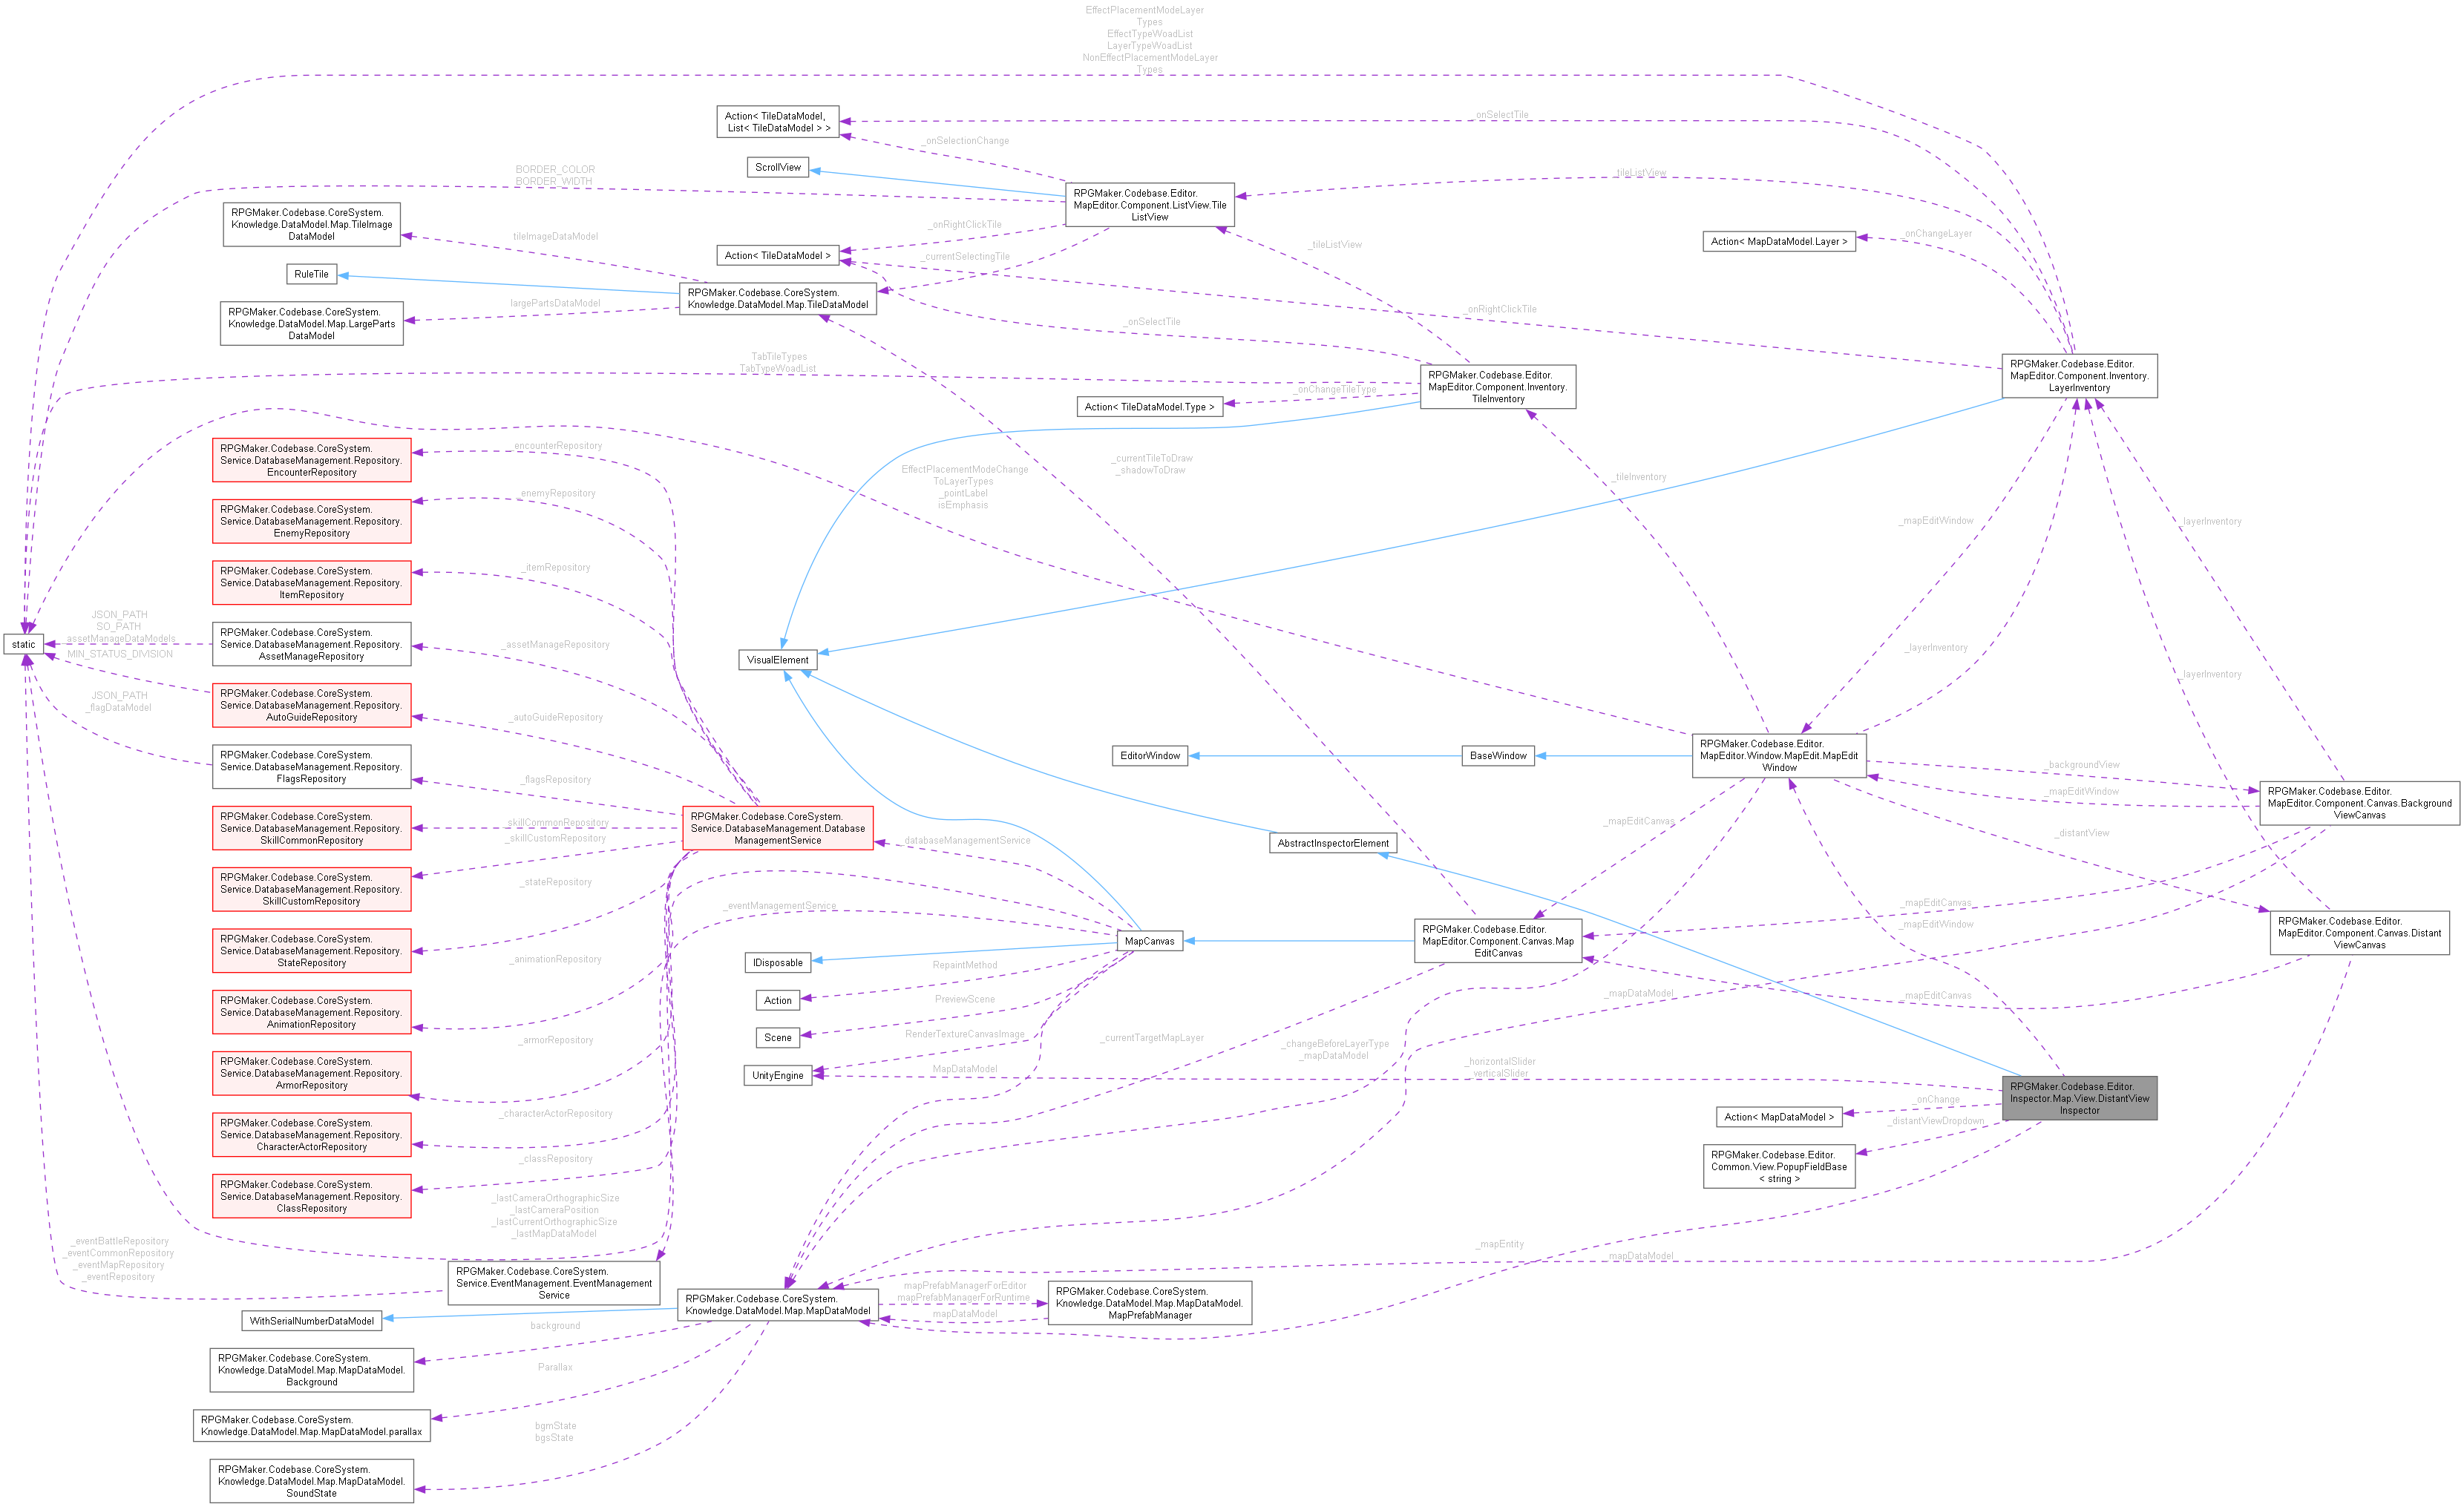 EffectPlacementModeLayer
Types
EffectTypeWoadList
LayerTypeWoadList
NonEffectPlacementModeLayer
Types
Action< TileDataModel,
List< TileDataModel > >
_onSelectTile
_onSelectionChange
ScrollView
BORDER_COLOR
BORDER_WIDTH
RPGMaker.Codebase.Editor.
MapEditor.Component.ListView.Tile
ListView
tileListView
RPGMaker.Codebase.CoreSystem.
Knowledge.DataModel.Map.TileImage
DataModel
tileImageDataModel
_onRightClickTile
Action< TileDataModel >
_currentSelectingTile
_tileListView
Action< MapDataModel.Layer >
_onChangeLayer
RuleTile
RPGMaker.Codebase.CoreSystem.
Knowledge.DataModel.Map.TileDataModel
RPGMaker.Codebase.CoreSystem.
Knowledge.DataModel.Map.LargeParts
DataModel
largePartsDataModel
_onSelectTile
_onRightClickTile
TabTileTypes
TabTypeWoadList
RPGMaker.Codebase.Editor.
MapEditor.Component.Inventory.
TileInventory
_onChangeTileType
Action< TileDataModel.Type >
RPGMaker.Codebase.Editor.
MapEditor.Component.Inventory.
LayerInventory
RPGMaker.Codebase.CoreSystem.
Service.DatabaseManagement.Repository.
EncounterRepository
_encounterRepository
EffectPlacementModeChange
ToLayerTypes
_pointLabel
isEmphasis
_currentTileToDraw
_shadowToDraw
_tileInventory
RPGMaker.Codebase.CoreSystem.
Service.DatabaseManagement.Repository.
EnemyRepository
_enemyRepository
_mapEditWindow
_layerInventory
RPGMaker.Codebase.CoreSystem.
Service.DatabaseManagement.Repository.
ItemRepository
_itemRepository
static
JSON_PATH
SO_PATH
assetManageDataModels
MIN_STATUS_DIVISION
RPGMaker.Codebase.CoreSystem.
Service.DatabaseManagement.Repository.
AssetManageRepository
_assetManageRepository
VisualElement
_layerInventory
_layerInventory
JSON_PATH
_flagDataModel
RPGMaker.Codebase.CoreSystem.
Service.DatabaseManagement.Repository.
AutoGuideRepository
_autoGuideRepository
RPGMaker.Codebase.CoreSystem.
Service.DatabaseManagement.Repository.
FlagsRepository
_flagsRepository
EditorWindow
BaseWindow
RPGMaker.Codebase.Editor.
MapEditor.Window.MapEdit.MapEdit
Window
_backgroundView
_mapEditWindow
RPGMaker.Codebase.Editor.
MapEditor.Component.Canvas.Background
ViewCanvas
RPGMaker.Codebase.CoreSystem.
Service.DatabaseManagement.Repository.
SkillCommonRepository
_skillCommonRepository
_skillCustomRepository
RPGMaker.Codebase.CoreSystem.
Service.DatabaseManagement.Database
ManagementService
databaseManagementService
AbstractInspectorElement
_mapEditCanvas
_distantView
RPGMaker.Codebase.CoreSystem.
Service.DatabaseManagement.Repository.
SkillCustomRepository
_stateRepository
_eventManagementService
_mapEditCanvas
_mapEditWindow
RPGMaker.Codebase.CoreSystem.
Service.DatabaseManagement.Repository.
StateRepository
MapCanvas
RPGMaker.Codebase.Editor.
MapEditor.Component.Canvas.Map
EditCanvas
RPGMaker.Codebase.Editor.
MapEditor.Component.Canvas.Distant
ViewCanvas
_animationRepository
IDisposable
RepaintMethod
Action
_mapDataModel
_mapEditCanvas
RPGMaker.Codebase.CoreSystem.
Service.DatabaseManagement.Repository.
AnimationRepository
PreviewScene
Scene
_armorRepository
RenderTextureCanvasImage
_currentTargetMapLayer
_changeBeforeLayerType
_mapDataModel
RPGMaker.Codebase.CoreSystem.
Service.DatabaseManagement.Repository.
ArmorRepository
UnityEngine
MapDataModel
_horizontalSlider
_verticalSlider
RPGMaker.Codebase.Editor.
Inspector.Map.View.DistantView
Inspector
_onChange
Action< MapDataModel >
_distantViewDropdown
RPGMaker.Codebase.CoreSystem.
Service.DatabaseManagement.Repository.
CharacterActorRepository
_characterActorRepository
RPGMaker.Codebase.Editor.
Common.View.PopupFieldBase
< string >
_classRepository
RPGMaker.Codebase.CoreSystem.
Service.DatabaseManagement.Repository.
ClassRepository
_lastCameraOrthographicSize
_lastCameraPosition
_lastCurrentOrthographicSize
_lastMapDataModel
_eventBattleRepository
_eventCommonRepository
_eventMapRepository
_eventRepository
RPGMaker.Codebase.CoreSystem.
Service.EventManagement.EventManagement
Service
_mapEntity
_mapDataModel
RPGMaker.Codebase.CoreSystem.
Knowledge.DataModel.Map.MapDataModel
mapPrefabManagerForEditor
mapPrefabManagerForRuntime
mapDataModel
RPGMaker.Codebase.CoreSystem.
Knowledge.DataModel.Map.MapDataModel.
MapPrefabManager
WithSerialNumberDataModel
background
RPGMaker.Codebase.CoreSystem.
Knowledge.DataModel.Map.MapDataModel.
Background
Parallax
RPGMaker.Codebase.CoreSystem.
Knowledge.DataModel.Map.MapDataModel.parallax
bgmState
bgsState
RPGMaker.Codebase.CoreSystem.
Knowledge.DataModel.Map.MapDataModel.
SoundState